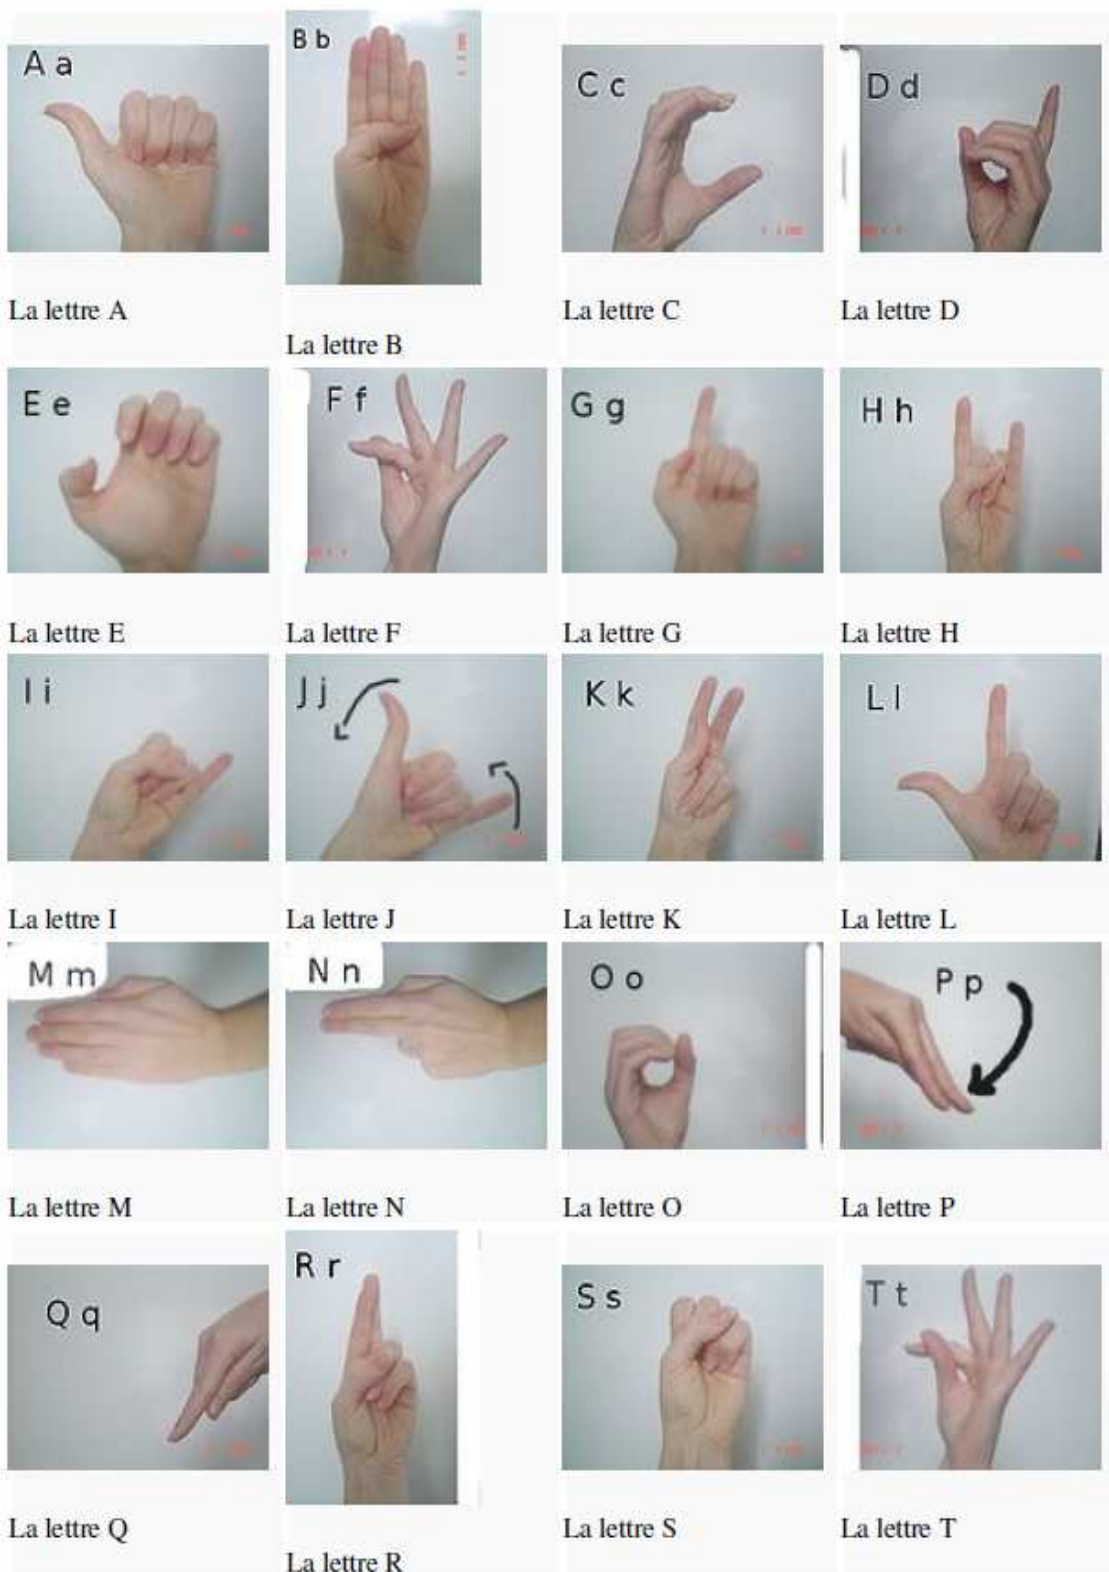 A a
B b
C c
D d
La lettre A
La lettre B
La lettre C
La lettre D
E e
F f
G g
H h
La lettre E
La lettre F
La lettre G
La lettre H
I i
J j
K k
L l
La lettre I
La lettre J
La lettre K
La lettre L
M m
N n
O o
P p
La lettre M
La lettre N
La lettre O
La lettre P
Q q
R r
S s
T t
La lettre Q
La lettre R
La lettre S
La lettre T